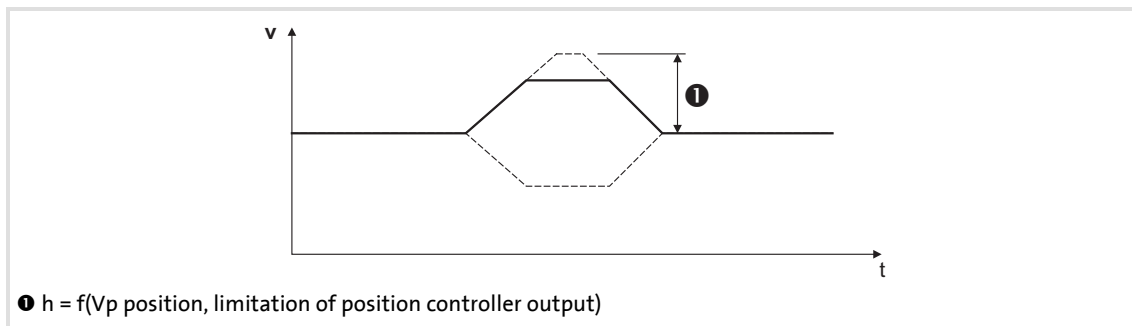 v
❶
t
❶ h = f(Vp position, limitation of position controller output)